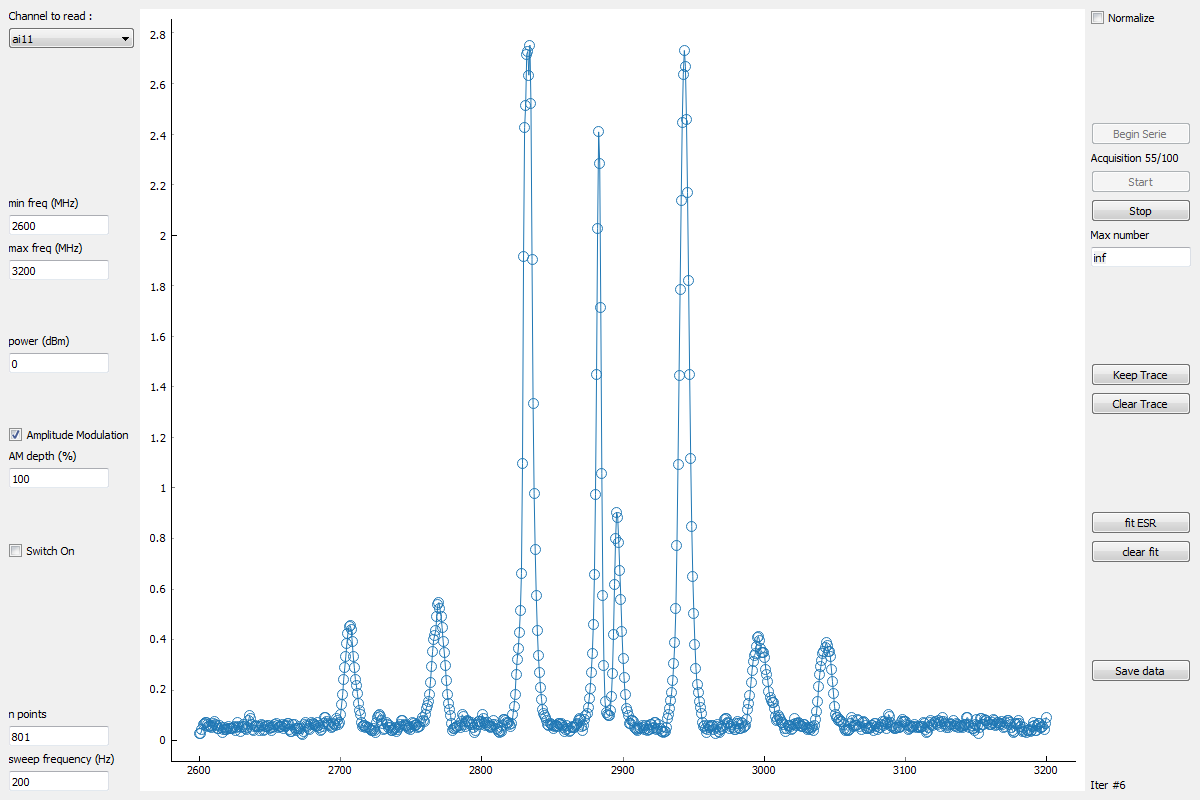 Channel to read :
ai11
min freq (MHz)
2600
max freq (MHz)
3200
power (dBm)
0
Amplitude Modulation
AM depth (%)
100
Switch On
n points
801
sweep frequency (Hz)
200
2.8
2.6
2.4
2.2
2
1.8
1.6
1.4
1.2
1
0.8
0.6
0.4
0.2
0
2600 2700 2800 2900 3000 3100 3200
Normalize
Begin Serie
Acquisition 55/100
Start
Stop
Max number
inf
Keep Trace
Clear Trace
fit ESR
clear fit
Save data
Iter #6